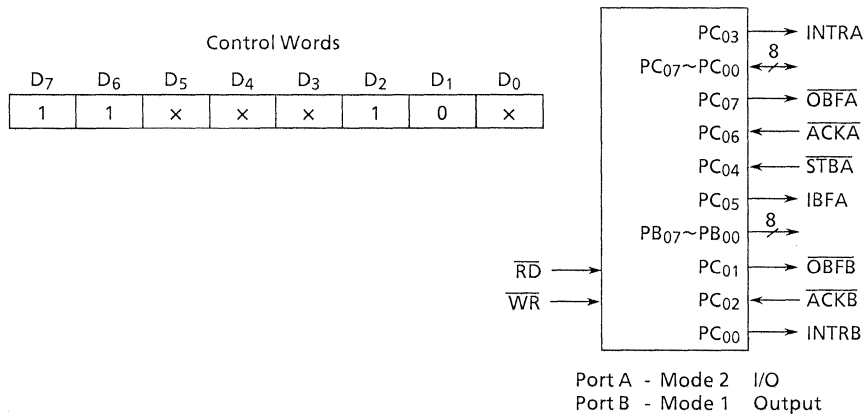 Control Words
D7 D6 D5 D4 D3 D2 D1 D0
1 1 × × × 1 0 ×
PC03 INTRA
PC07~PC00 8
PC07 OBFA
PC06 ACKA
PC04 STBA
PC05 IBFA
PB07~PB00 8
PC01 OBFB
RD
PC02 ACKB
WR
PC00 INTRB
Port A - Mode 2 I/O
Port B - Mode 1 Output